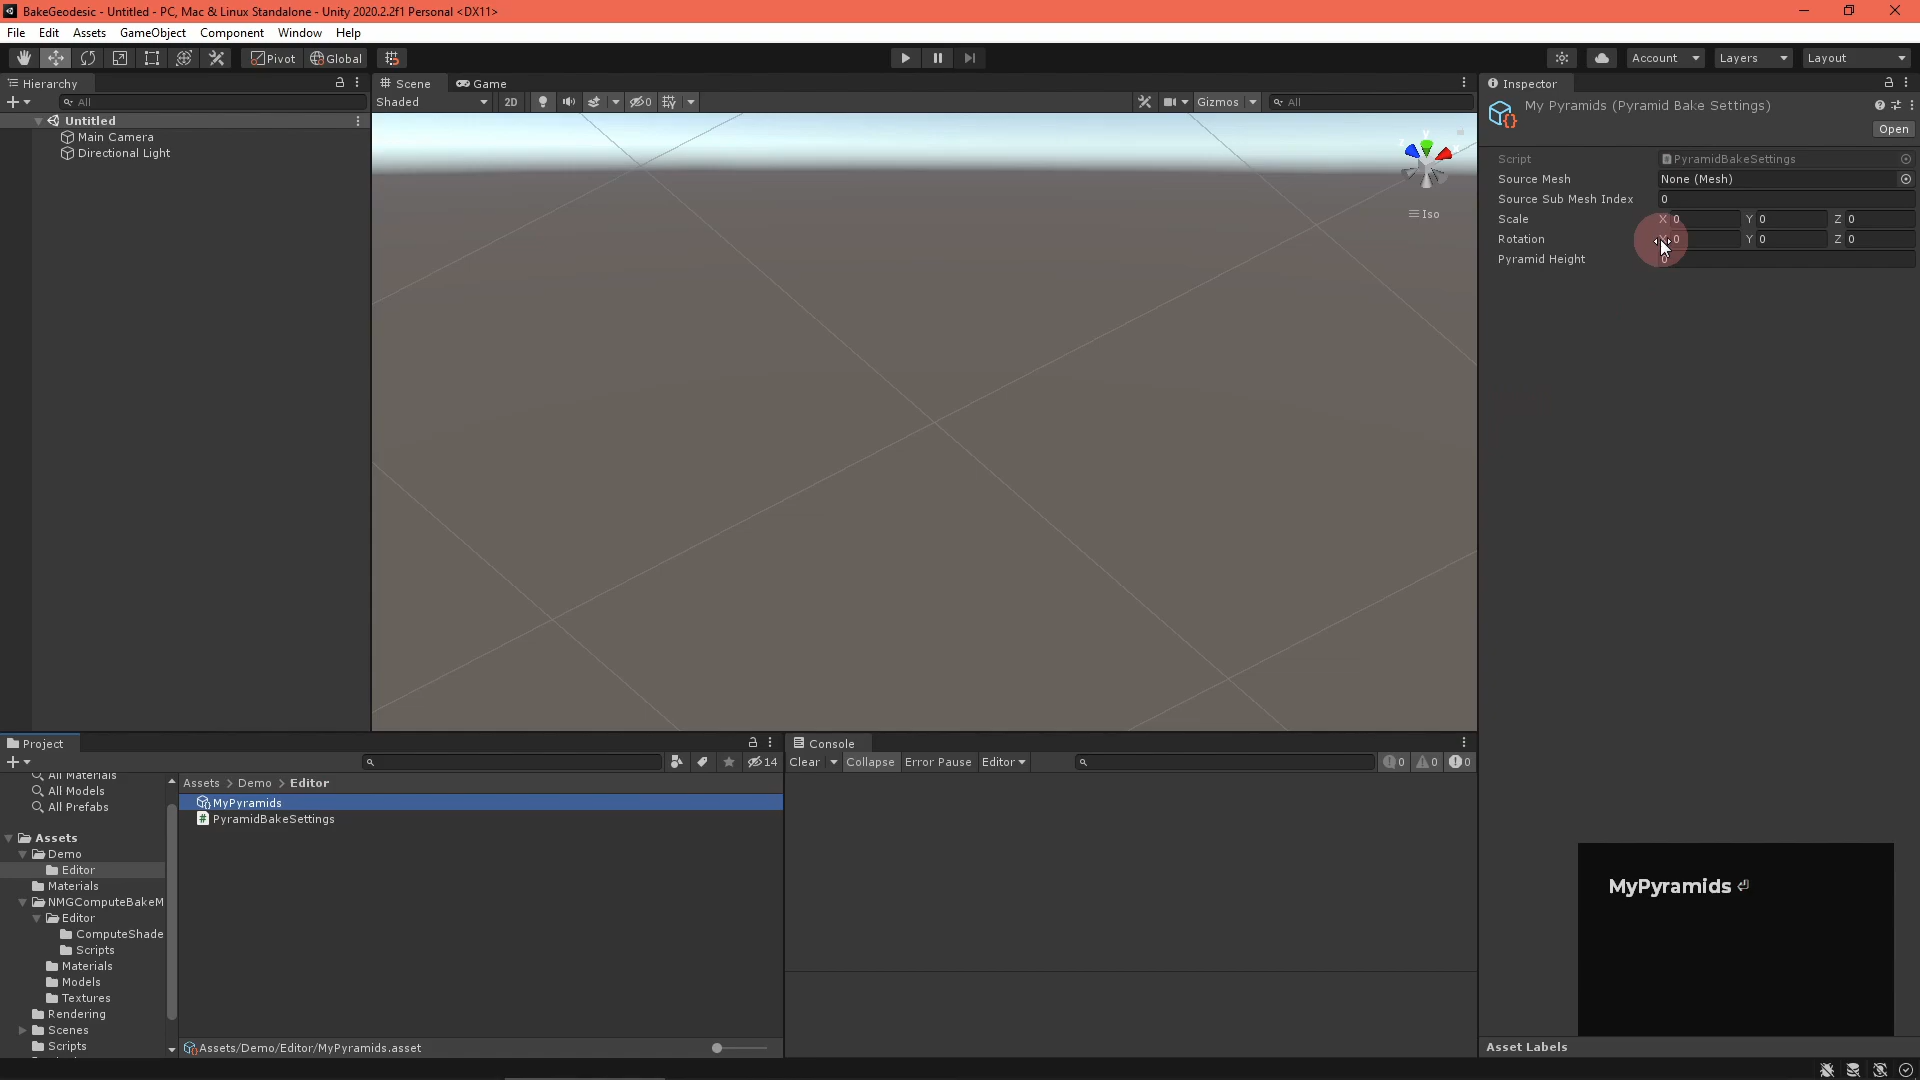 BakeGeodesic - Untitled - PC, Mac & Linux Standalone - Unity 2020.2.2f1 Personal <DX11>
File Edit Assets GameObject Component Window Help
Pivot Global Account Layers Layout
Hierarchy
All
Untitled
Main Camera
Directional Light
Scene Game
Shaded 2D 0 Gizmos All
y
Iso
Inspector
My Pyramids (Pyramid Bake Settings)
Open
Script PyramidBakeSettings
Source Mesh None (Mesh)
Source Sub Mesh Index 0
Scale X 0 Y 0 Z 0
Rotation X 0 Y 0 Z 0
Pyramid Height 0
Project
14
All Materials
All Models
All Prefabs
Assets
Demo
Editor
Materials
NMGComputeBakeM
Editor
ComputeShade
Scripts
Materials
Models
Textures
Rendering
Scenes
Scripts
Assets > Demo > Editor
MyPyramids
PyramidBakeSettings
Assets/Demo/Editor/MyPyramids.asset
Console
Clear Collapse Error Pause Editor 0 0 0
MyPyramids ⏎
Asset Labels